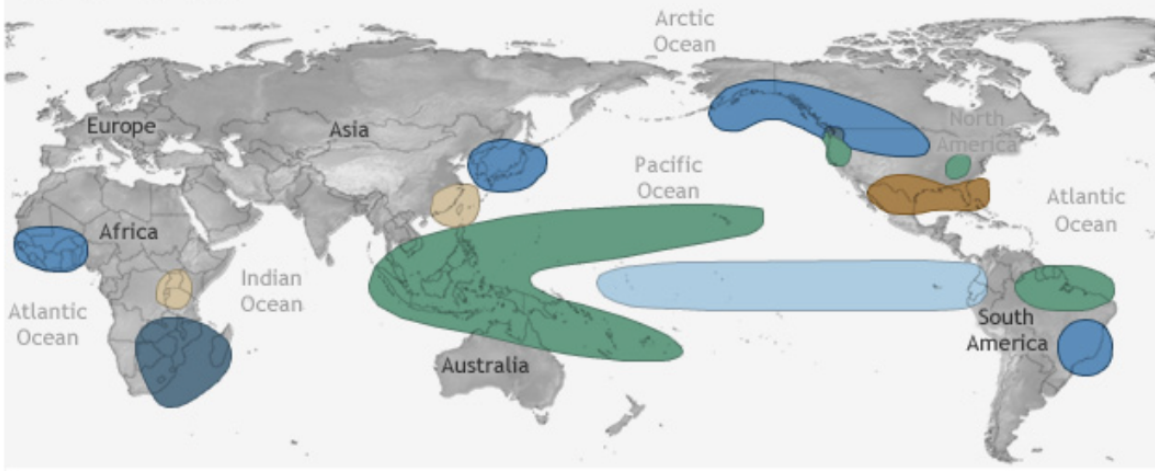 Arctic
Ocean
Europe
Asia
North
America
Pacific
Ocean
Atlantic
Ocean
Africa
Indian
Ocean
Atlantic
Ocean
South
America
Australia